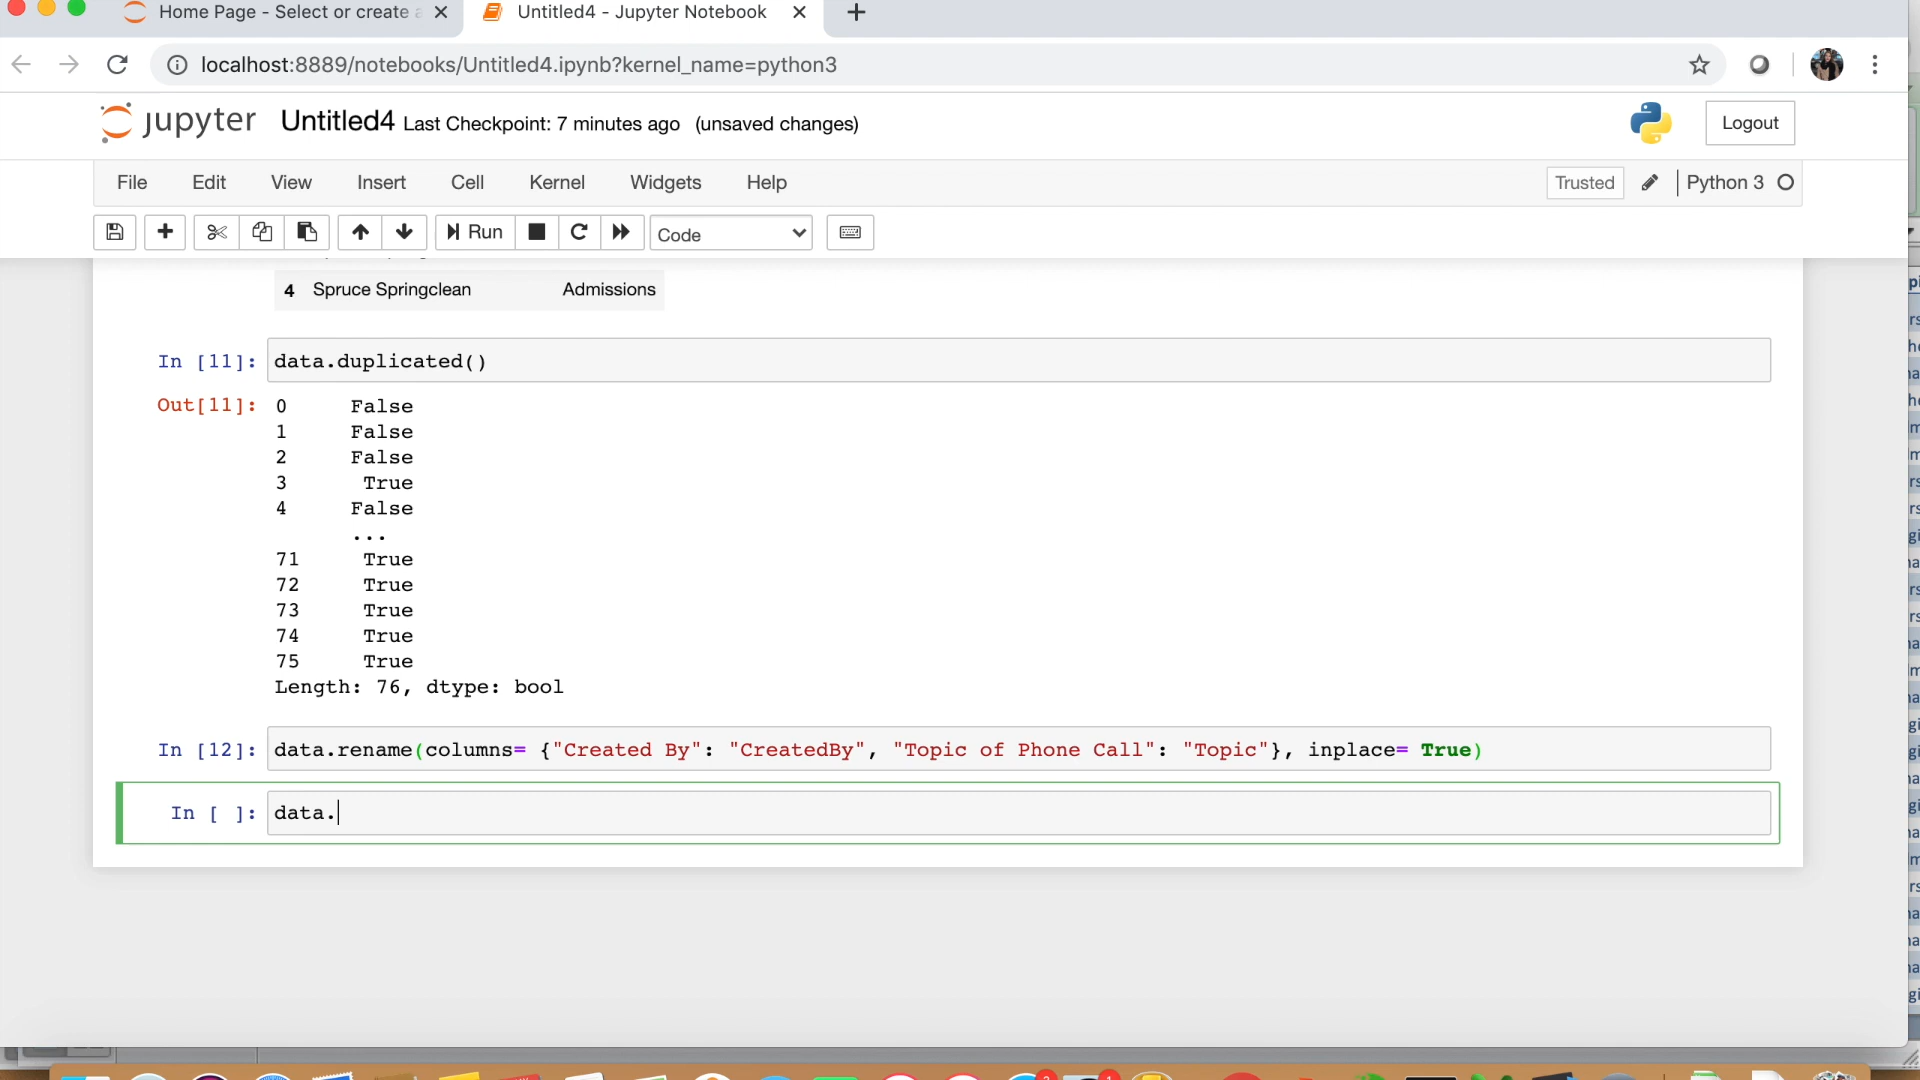 Home Page - Select or create a
Untitled4 - Jupyter Notebook
localhost:8889/notebooks/Untitled4.ipynb?kernel_name=python3
jupyter Untitled4 Last Checkpoint: 7 minutes ago (unsaved changes)
Logout
File Edit View Insert Cell Kernel Widgets Help
Trusted Python 3
Run Code
4 Spruce Springclean Admissions
In [11]: data.duplicated()
Out[11]: 0 False
1 False
2 False
3 True
4 False
...
71 True
72 True
73 True
74 True
75 True
Length: 76, dtype: bool
In [12]: data.rename(columns= {"Created By": "CreatedBy", "Topic of Phone Call": "Topic"}, inplace= True)
In [ ]: data.